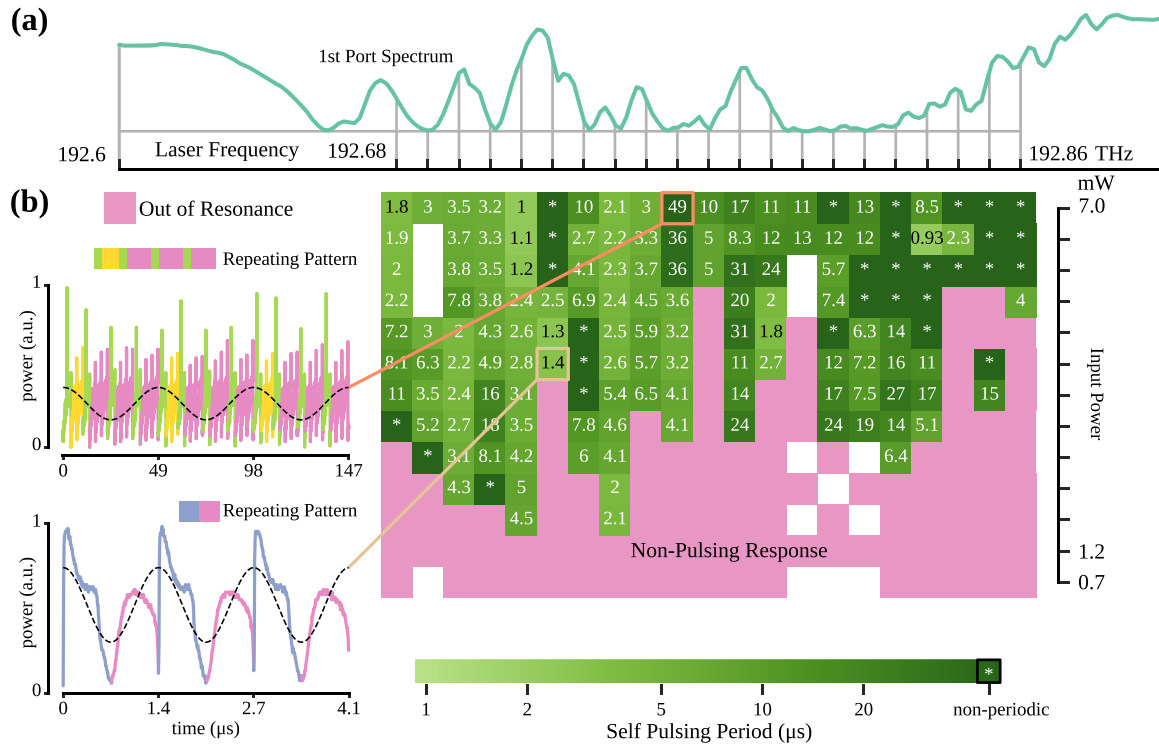 (a)
1st Port Spectrum
192.6
Laser Frequency
192.68
192.86 THz
(b)
Out of Resonance
Repeating Pattern
1
power (a.u.)
0
0 49 98 147
Repeating Pattern
1
power (a.u.)
0
0 1.4 2.7 4.1
time (μs)
mW
7.0
1.8 3 3.5 3.2 1 * 10 2.1 3 49 10 17 11 11 * 13 * 8.5 * * *
1.9 3.7 3.3 1.1 * 2.7 2.2 3.3 36 5 8.3 12 13 12 12 * 0.93 2.3 * *
2 3.8 3.5 1.2 * 4.1 2.3 3.7 36 5 31 24 5.7 * * * * * *
2.2 7.8 3.8 2.4 2.5 6.9 2.4 4.5 3.6 20 2 7.4 * * * 4
7.2 3 2 4.3 2.6 1.3 * 2.5 5.9 3.2 31 1.8 * 6.3 14 *
8.1 6.3 2.2 4.9 2.8 1.4 * 2.6 5.7 3.2 11 2.7 12 7.2 16 11 *
11 3.5 2.4 16 3.1 * 5.4 6.5 4.1 14 17 7.5 27 17 15
* 5.2 2.7 3.5 7.8 4.6 4.1 24 24 19 14 5.1
* 3.1 8.1 4.2 6 4.1 6.4
4.3 * 5 2
4.5 2.1
Non-Pulsing Response
Input Power
1.2
0.7
*
1 2 5 10 20 non-periodic
Self Pulsing Period (μs)